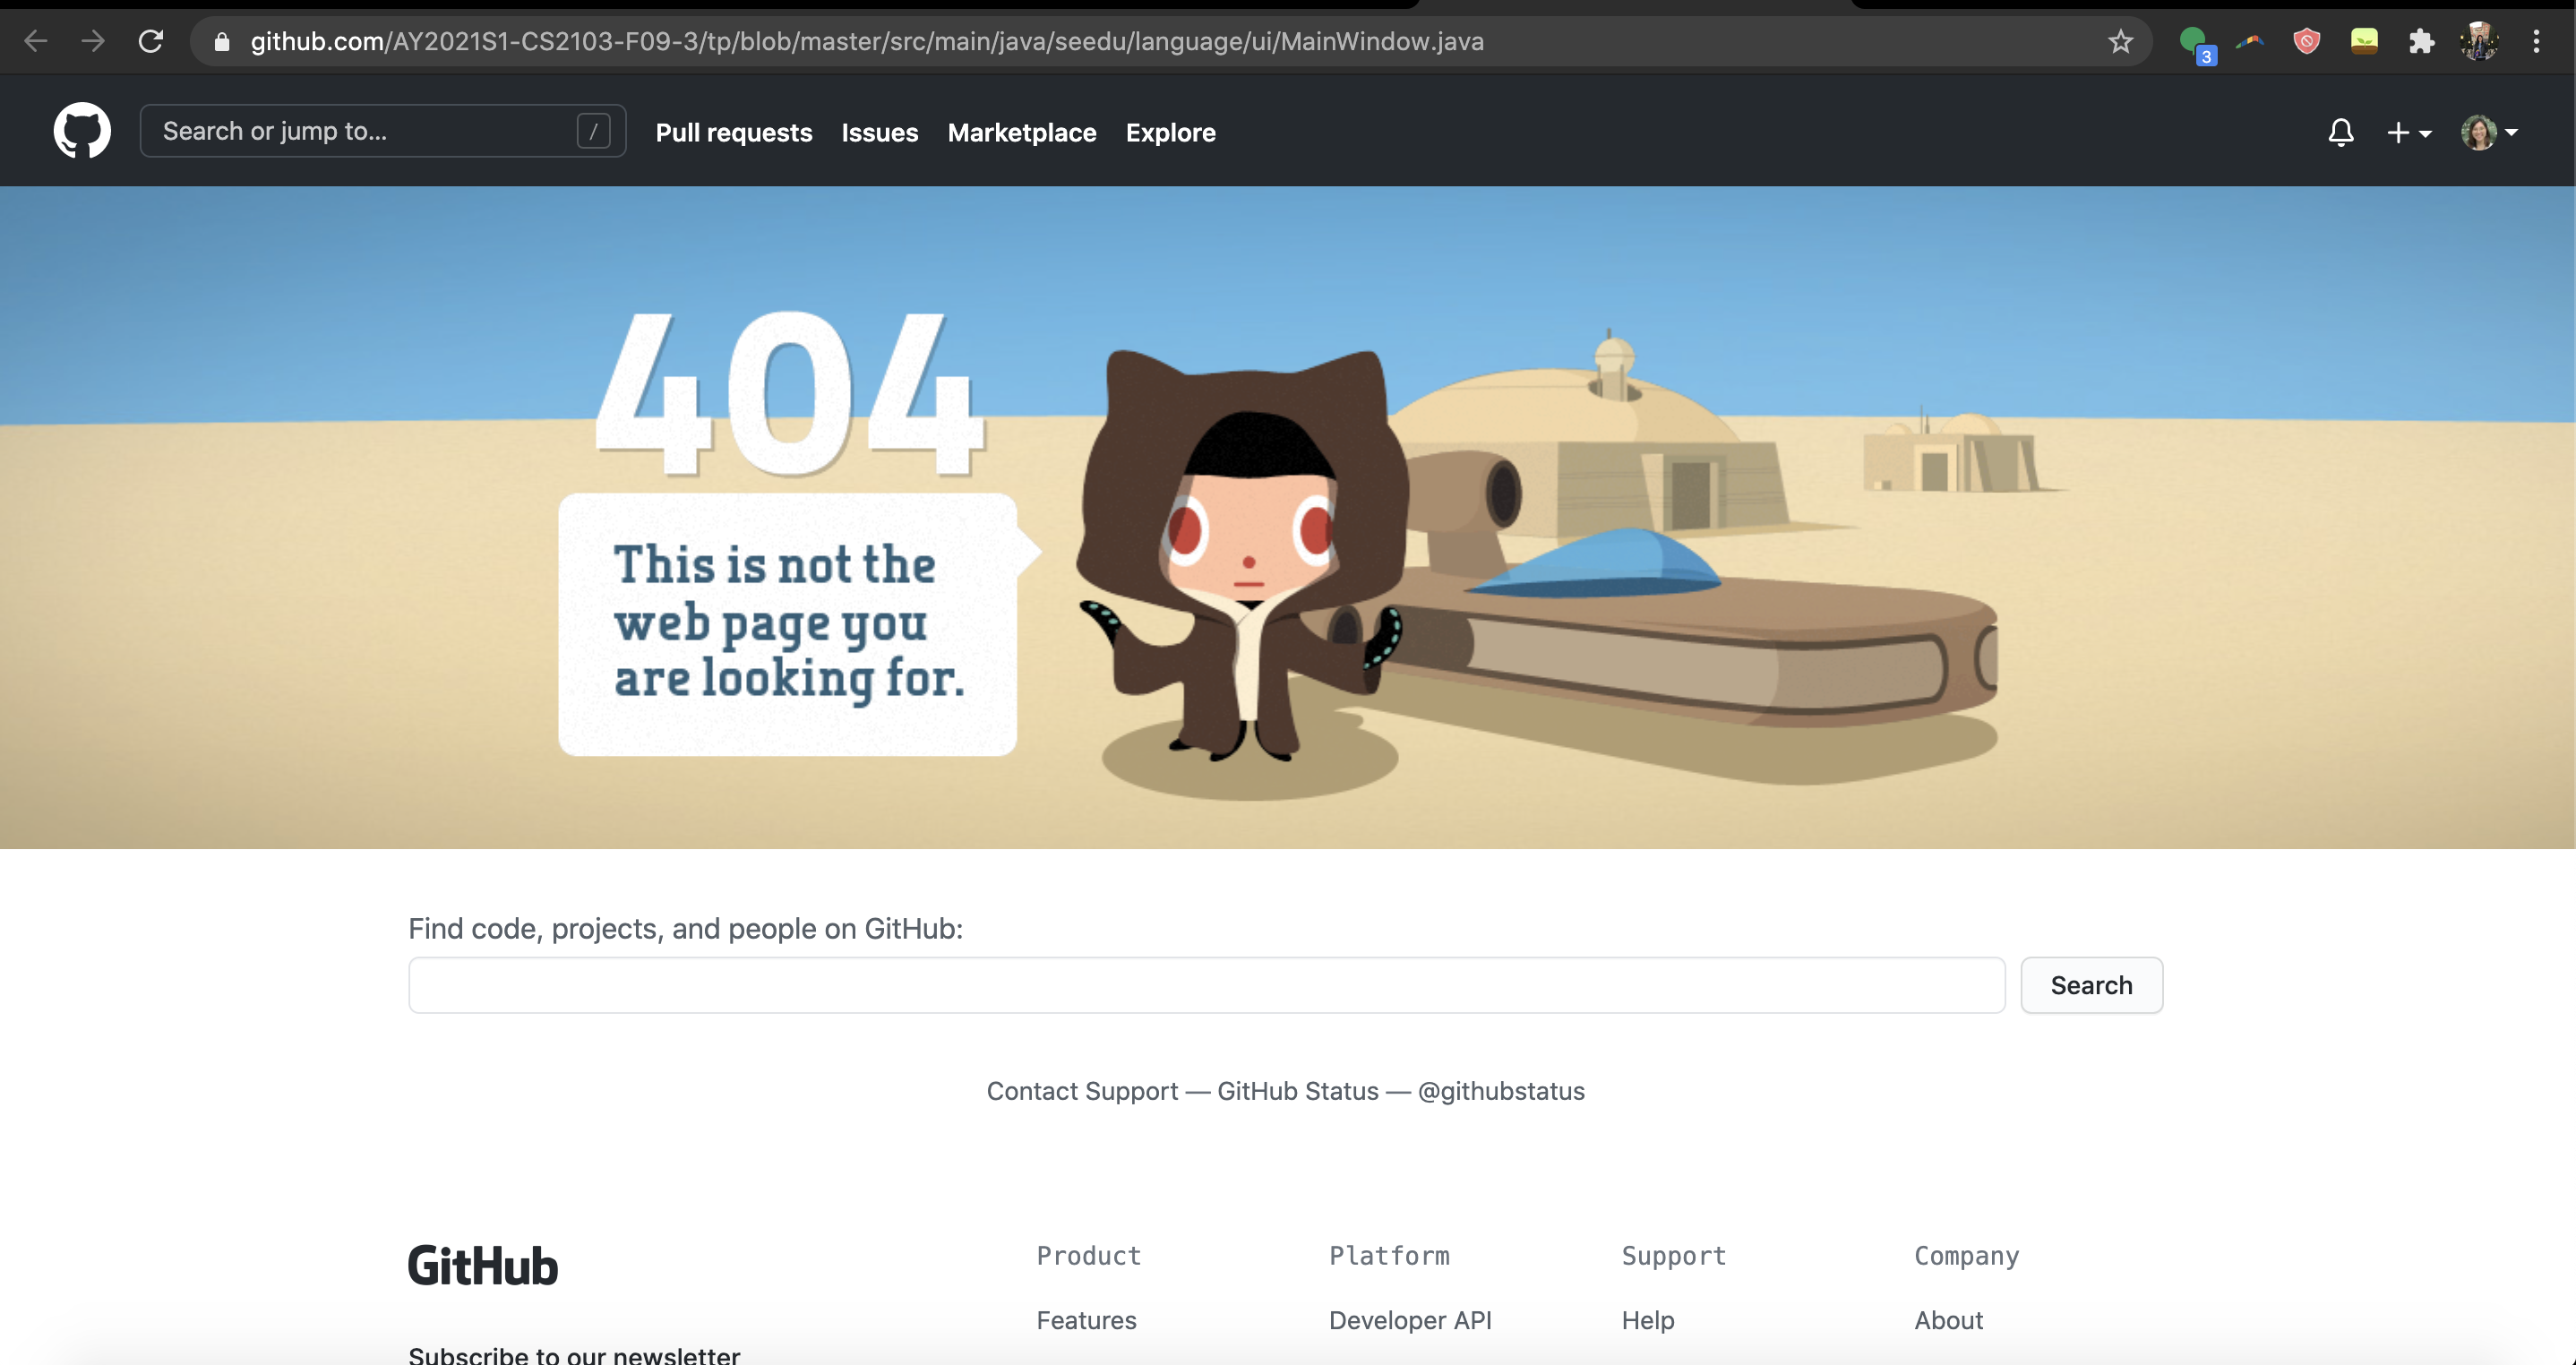 github.com/AY2021S1-CS2103-F09-3/tp/blob/master/src/main/java/seedu/language/ui/MainWindow.java
3
Search or jump to... /
Pull requests Issues Marketplace Explore
404
This is not the
web page you
are looking for.
Find code, projects, and people on GitHub:
Search
Contact Support — GitHub Status — @githubstatus
GitHub Product Platform Support Company
Features Developer API Help About
Subscribe to our newsletter